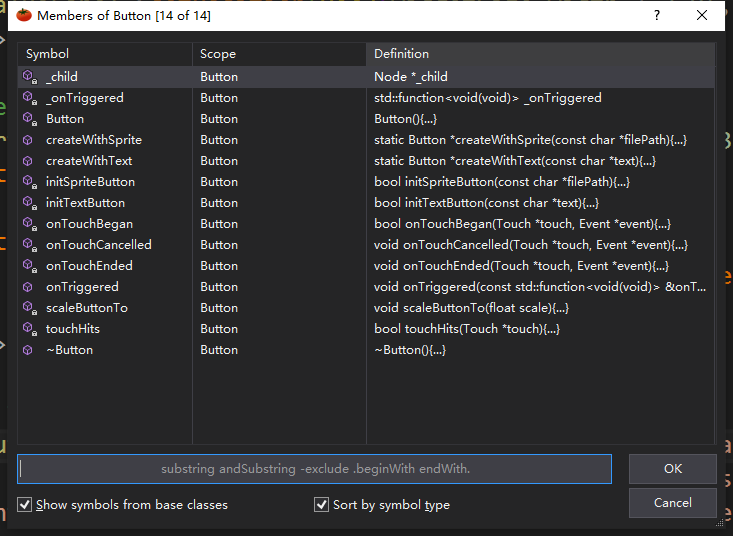 Members of Button [14 of 14]
?
Symbol Scope Definition
_child Button Node *_child
_onTriggered Button std::function<void(void)> _onTriggered
Button Button Button(){...}
createWithSprite Button static Button *createWithSprite(const char *filePath){...}
createWithText Button static Button *createWithText(const char *text){...}
initSpriteButton Button bool initSpriteButton(const char *filePath){...}
initTextButton Button bool initTextButton(const char *text){...}
onTouchBegan Button bool onTouchBegan(Touch *touch, Event *event){...}
onTouchCancelled Button void onTouchCancelled(Touch *touch, Event *event){...}
onTouchEnded Button void onTouchEnded(Touch *touch, Event *event){...}
onTriggered Button void onTriggered(const std::function<void(void)> &onT...
scaleButtonTo Button void scaleButtonTo(float scale){...}
touchHits Button bool touchHits(Touch *touch){...}
~Button Button ~Button(){...}
substring andSubstring -exclude .beginWith endWith.
OK
Show symbols from base classes
Sort by symbol type
Cancel